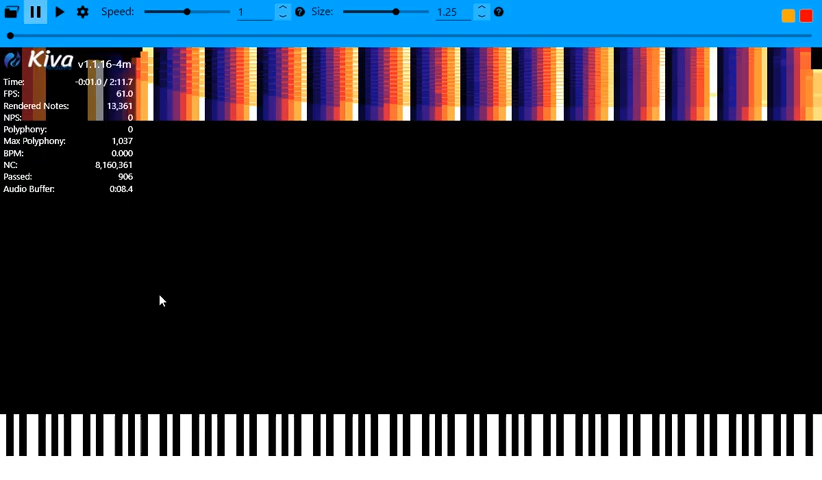 Speed: 1 Size: 1.25
Kiva v1.1.16-4m
Time: -0:01.0 / 2:11.7
FPS: 61.0
Rendered Notes: 13,361
NPS: 0
Polyphony: 0
Max Polyphony: 1,037
BPM: 0.000
NC: 8,160,361
Passed: 906
Audio Buffer: 0:08.4